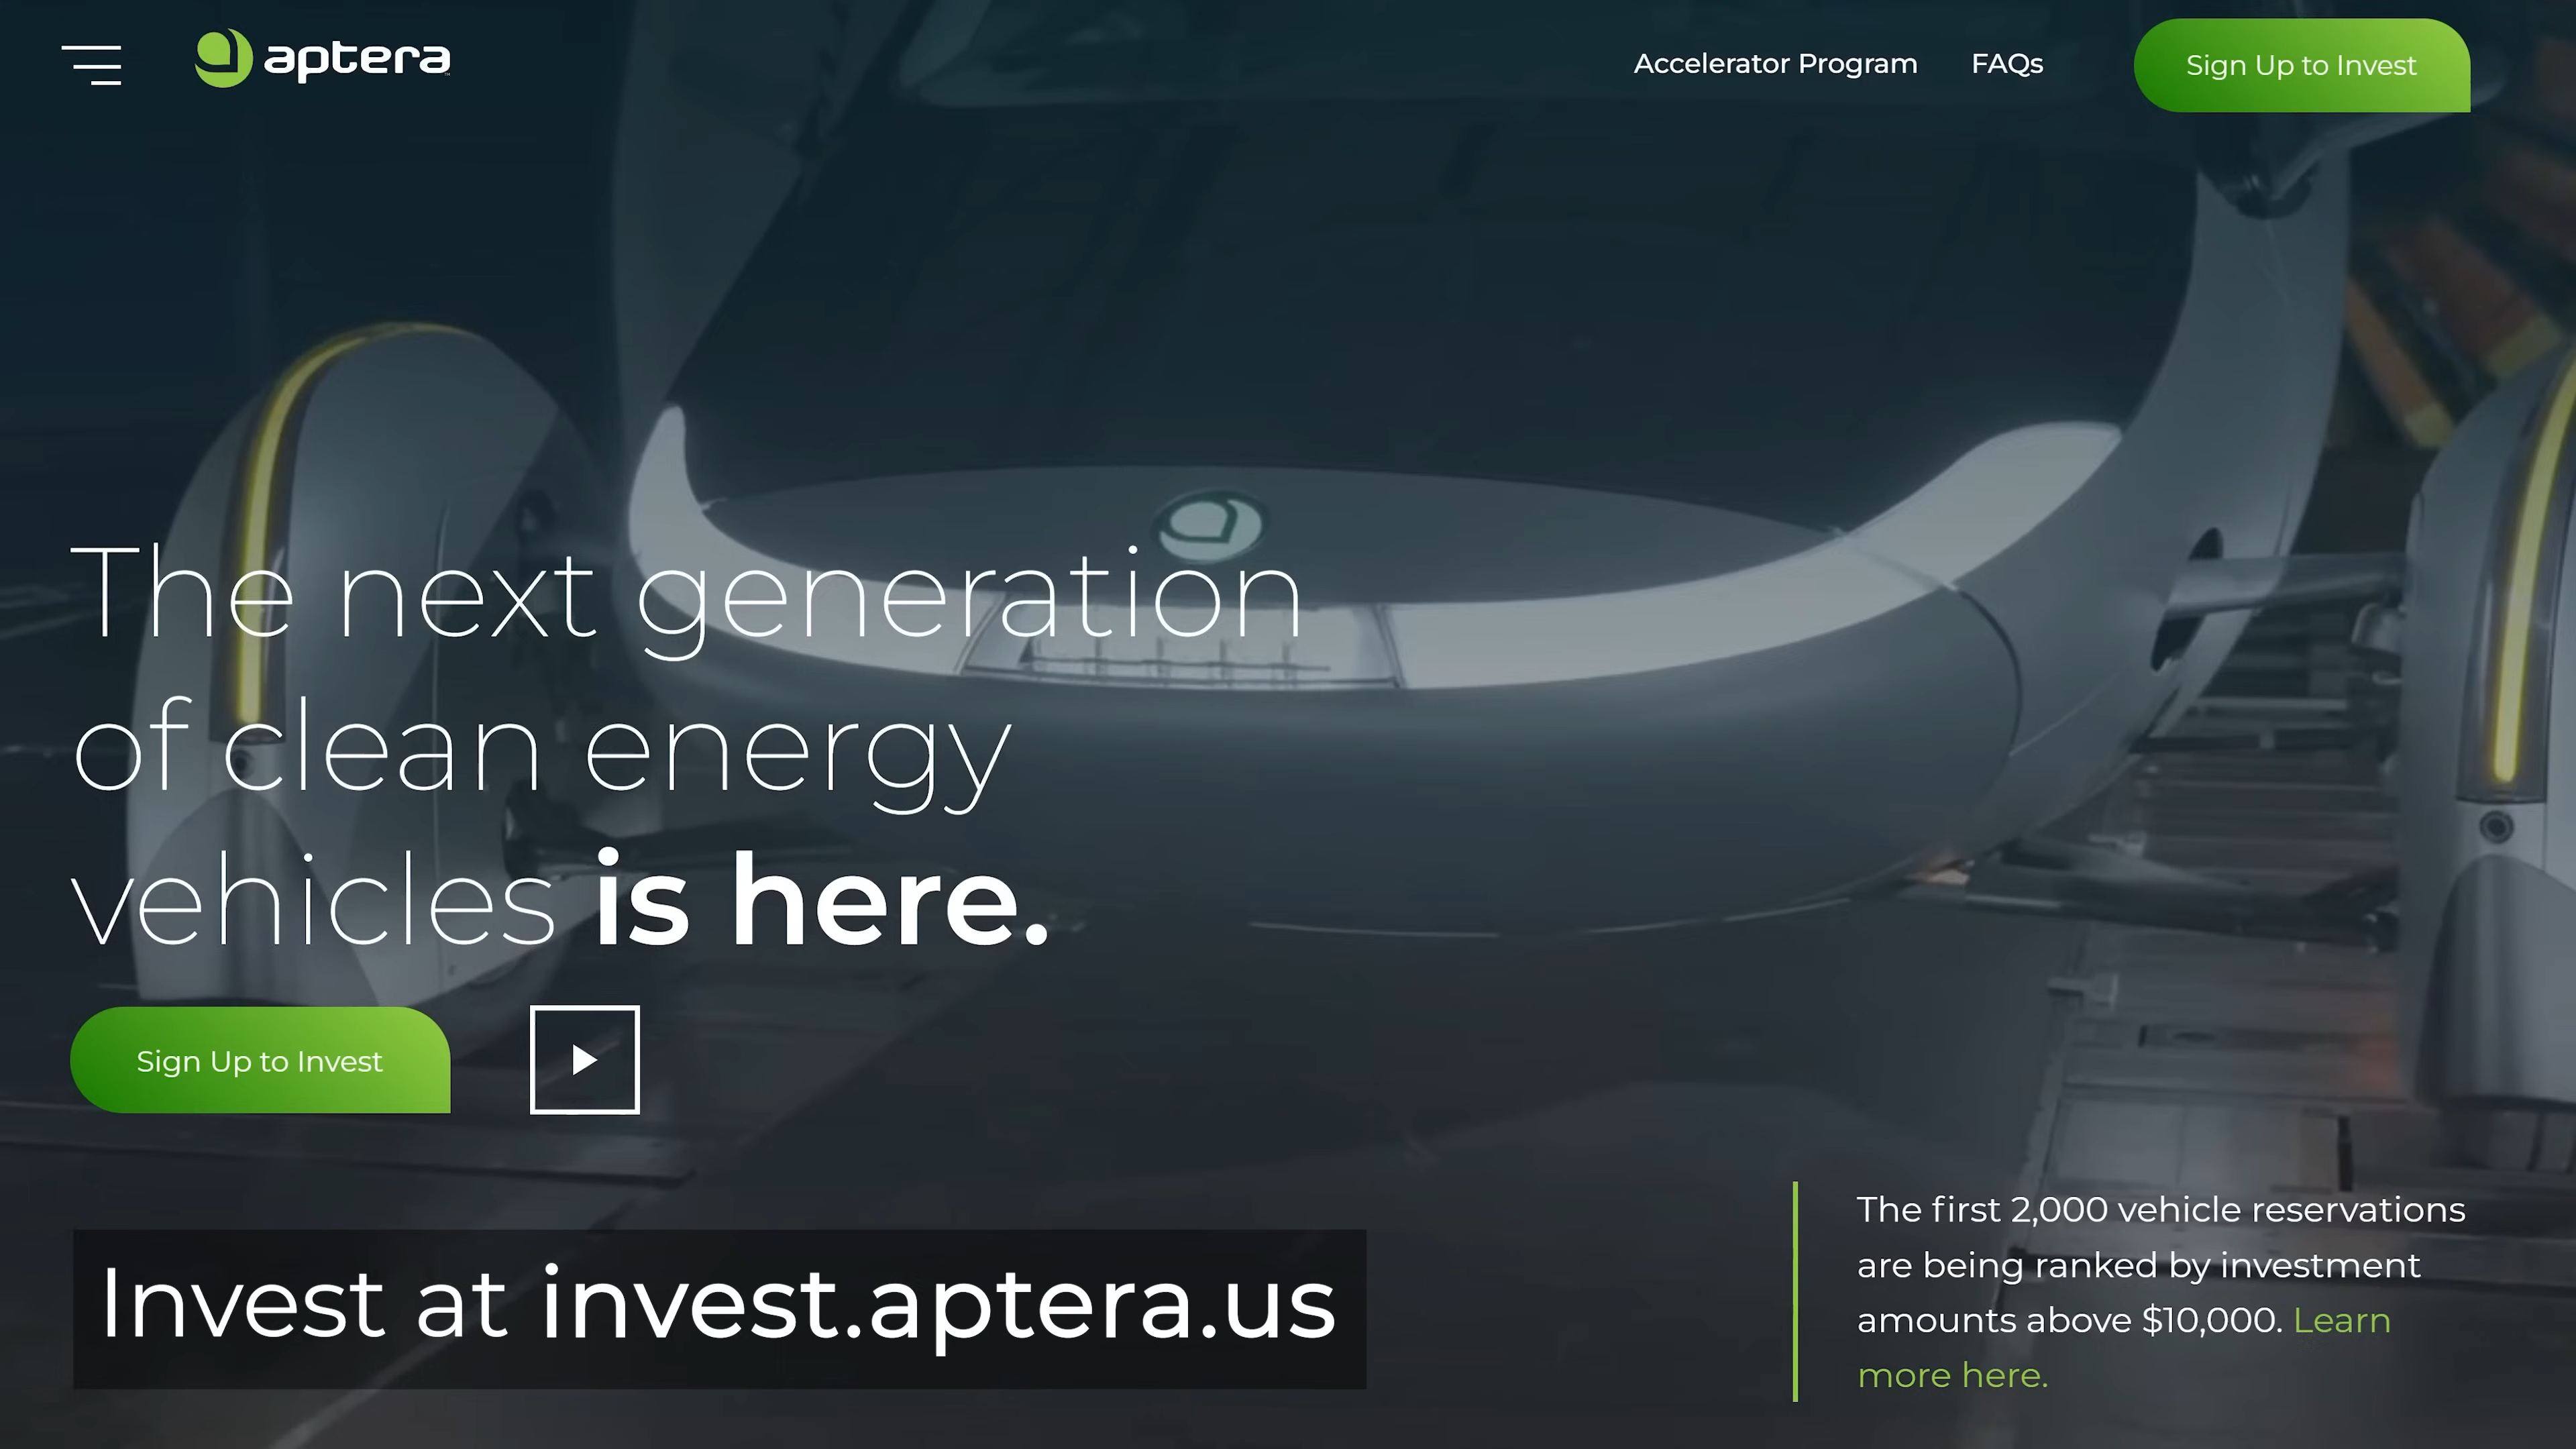 aptera
Accelerator Program
FAQs
Sign Up to Invest
The next generation
of clean energy
vehicles is here.
Sign Up to Invest
Invest at invest.aptera.us
The first 2,000 vehicle reservations
are being ranked by investment
amounts above $10,000. Learn
more here.